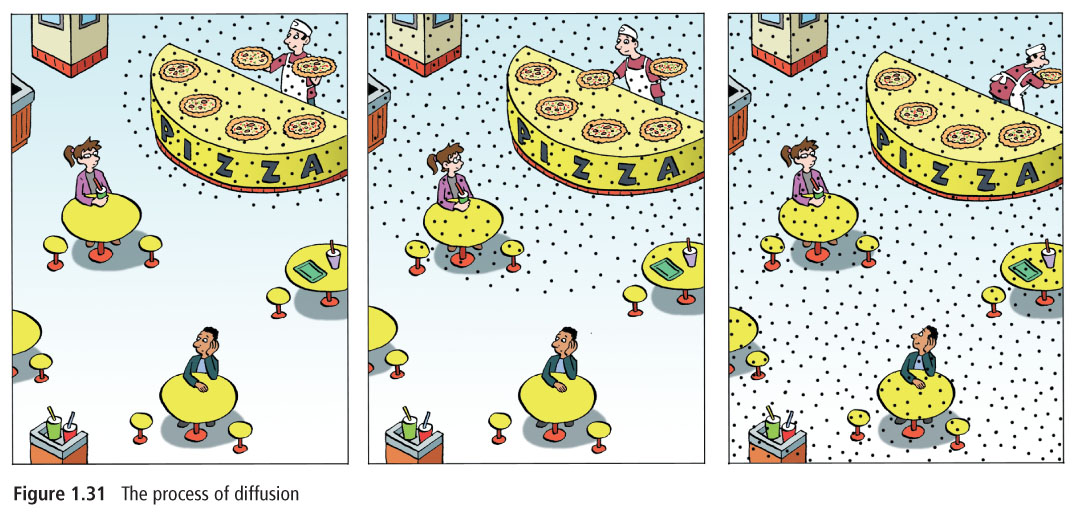 PIZZA
PIZZA
PIZZA
Figure 1.31 The process of diffusion